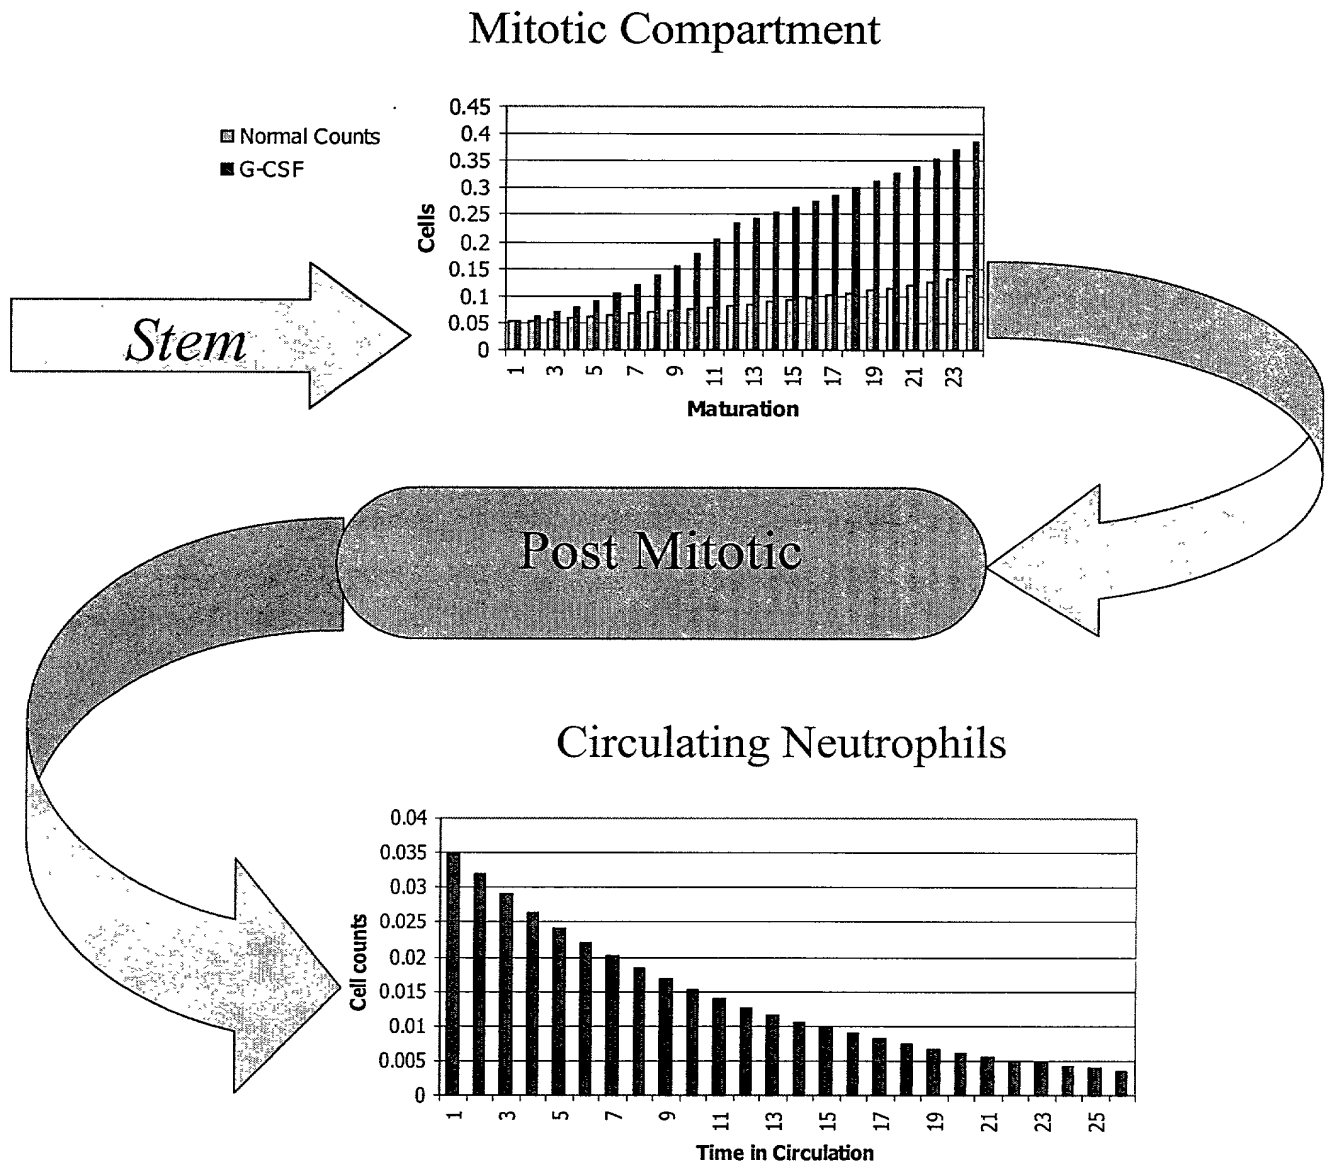 Mitotic Compartment
Normal Counts
G-CSF
Cells
0.45
0.4
0.35
0.3
0.25
0.2
0.15
0.1
0.05
0
1 3 5 7 9 11 13 15 17 19 21 23
Maturation
Stem
Post Mitotic
Circulating Neutrophils
Cell counts
0.04
0.035
0.03
0.025
0.02
0.015
0.01
0.005
0
1 3 5 7 9 11 13 15 17 19 21 23 25
Time in Circulation